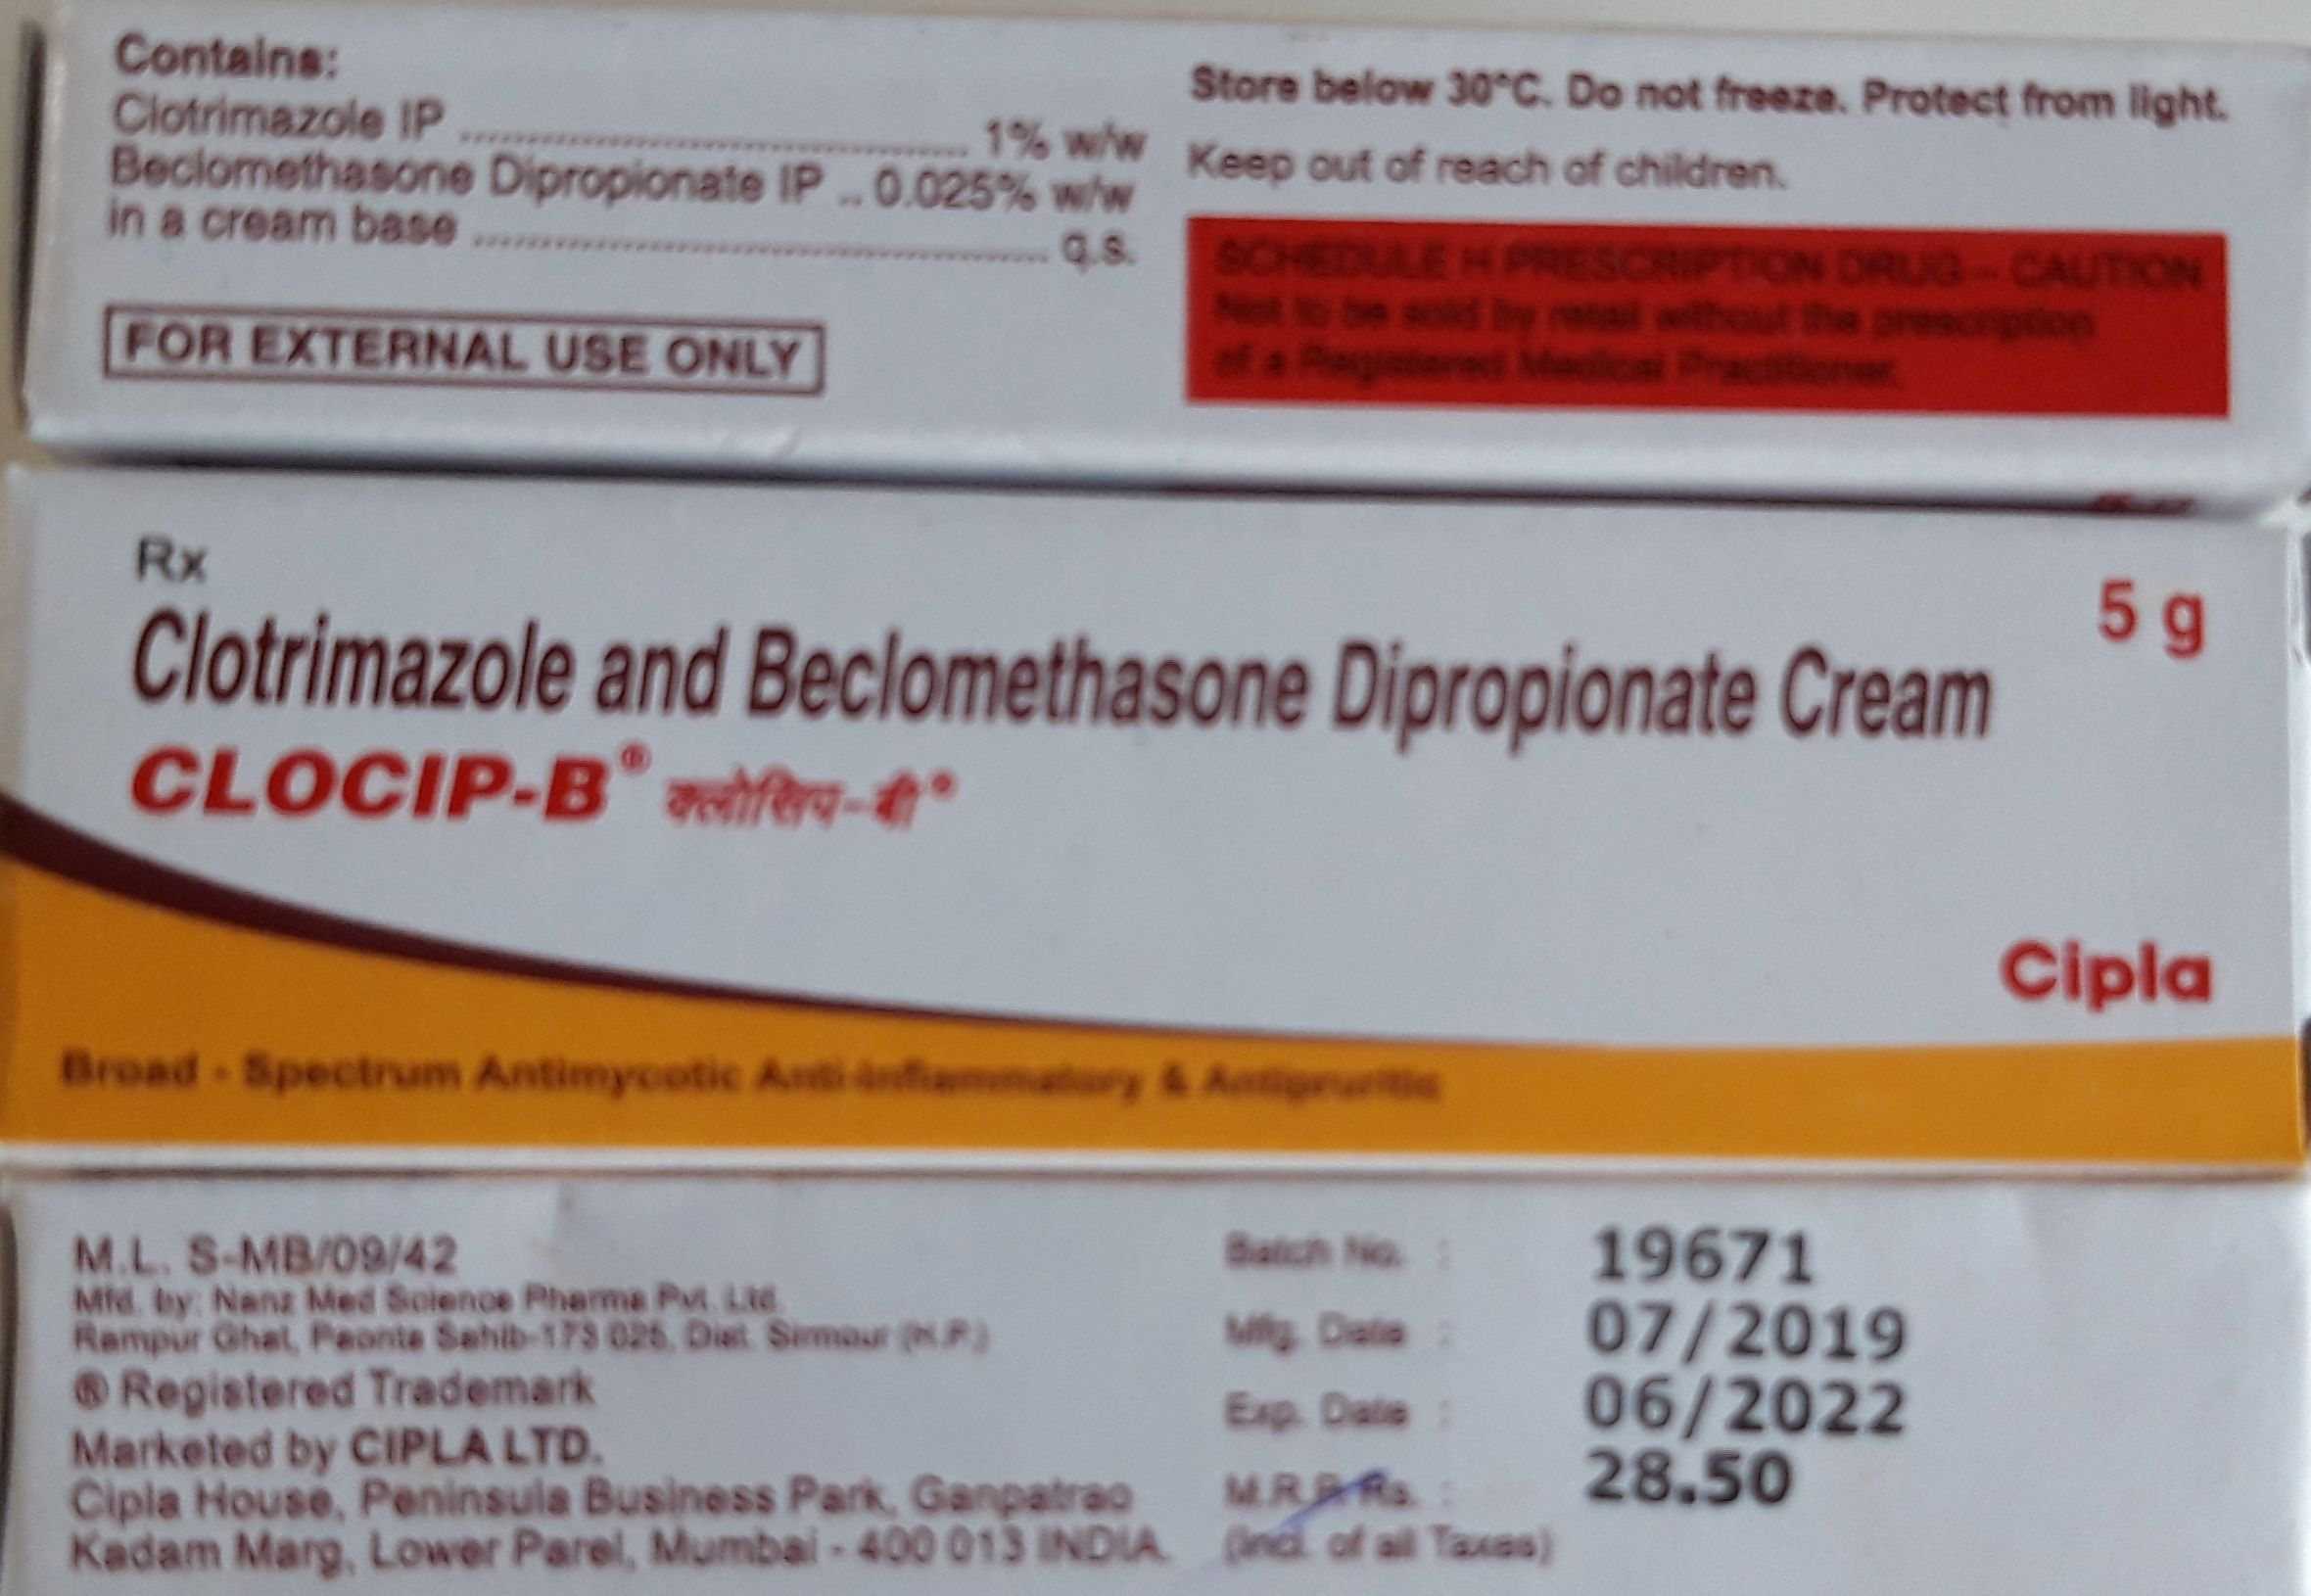 Contains:
Clotrimazole IP ........................................ 1% w/w
Beclomethasone Dipropionate IP .. 0.025% w/w
in a cream base ............................................... q.s.
FOR EXTERNAL USE ONLY
Store below 30°C. Do not freeze. Protect from light.
Keep out of reach of children.
SCHEDULE H PRESCRIPTION DRUG – CAUTION
Not to be sold by retail without the prescription
of a Registered Medical Practitioner.
Rx
5 g
Clotrimazole and Beclomethasone Dipropionate Cream
CLOCIP-B® क्लोसिप-बी®
Cipla
Broad - Spectrum Antimycotic Anti-inflammatory & Antipruritic
M.L. S-MB/09/42
Mfd. by: Nanz Med Science Pharma Pvt. Ltd.
Rampur Ghat, Paonta Sahib-173 025, Dist. Sirmour (H.P.)
® Registered Trademark
Marketed by CIPLA LTD.
Cipla House, Peninsula Business Park, Ganpatrao
Kadam Marg, Lower Parel, Mumbai - 400 013 INDIA
Batch No. : 19671
Mfg. Date : 07/2019
Exp. Date : 06/2022
M.R.P. Rs. : 28.50
(Incl. of all Taxes)